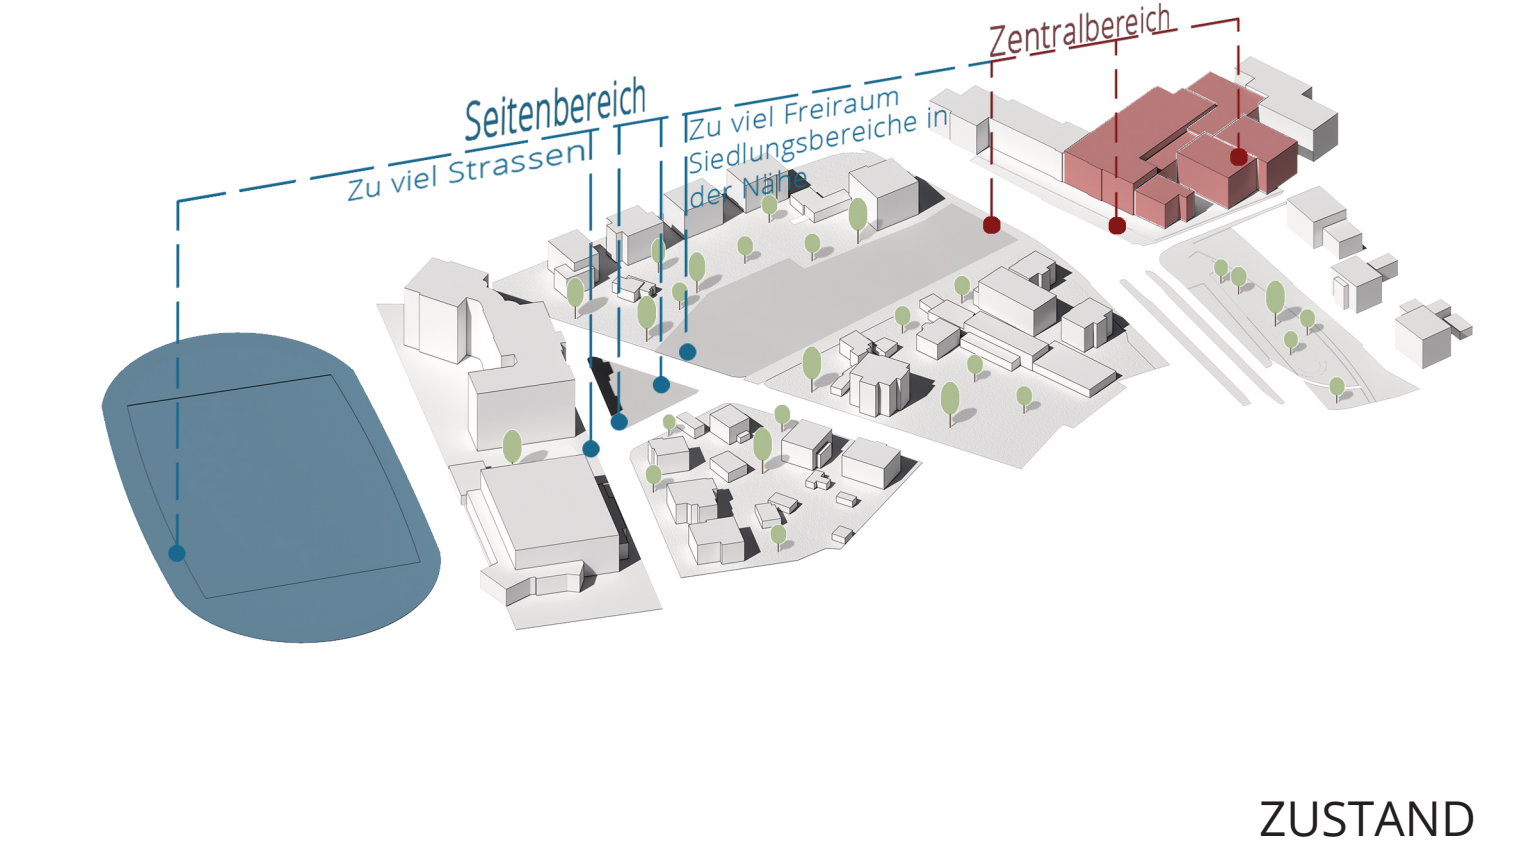 Zentralbereich
Seitenbereich
Zu viel Strassen
Zu viel Freiraum
Siedlungsbereiche in
der Nähe
ZUSTAND